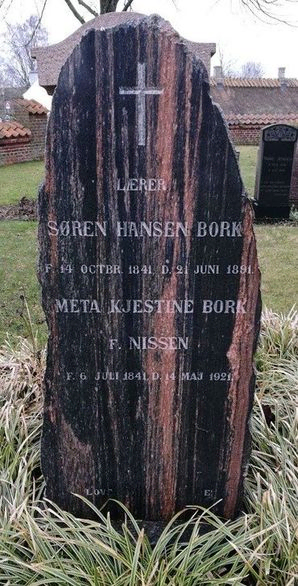 LÆRER
SØREN HANSEN BORK
F. 14 OCTBR. 1841. D. 21 JUNI 1891.
META KJESTINE BORK
F. NISSEN
F. 6 JULI 1841. D. 14 MAJ 1921.